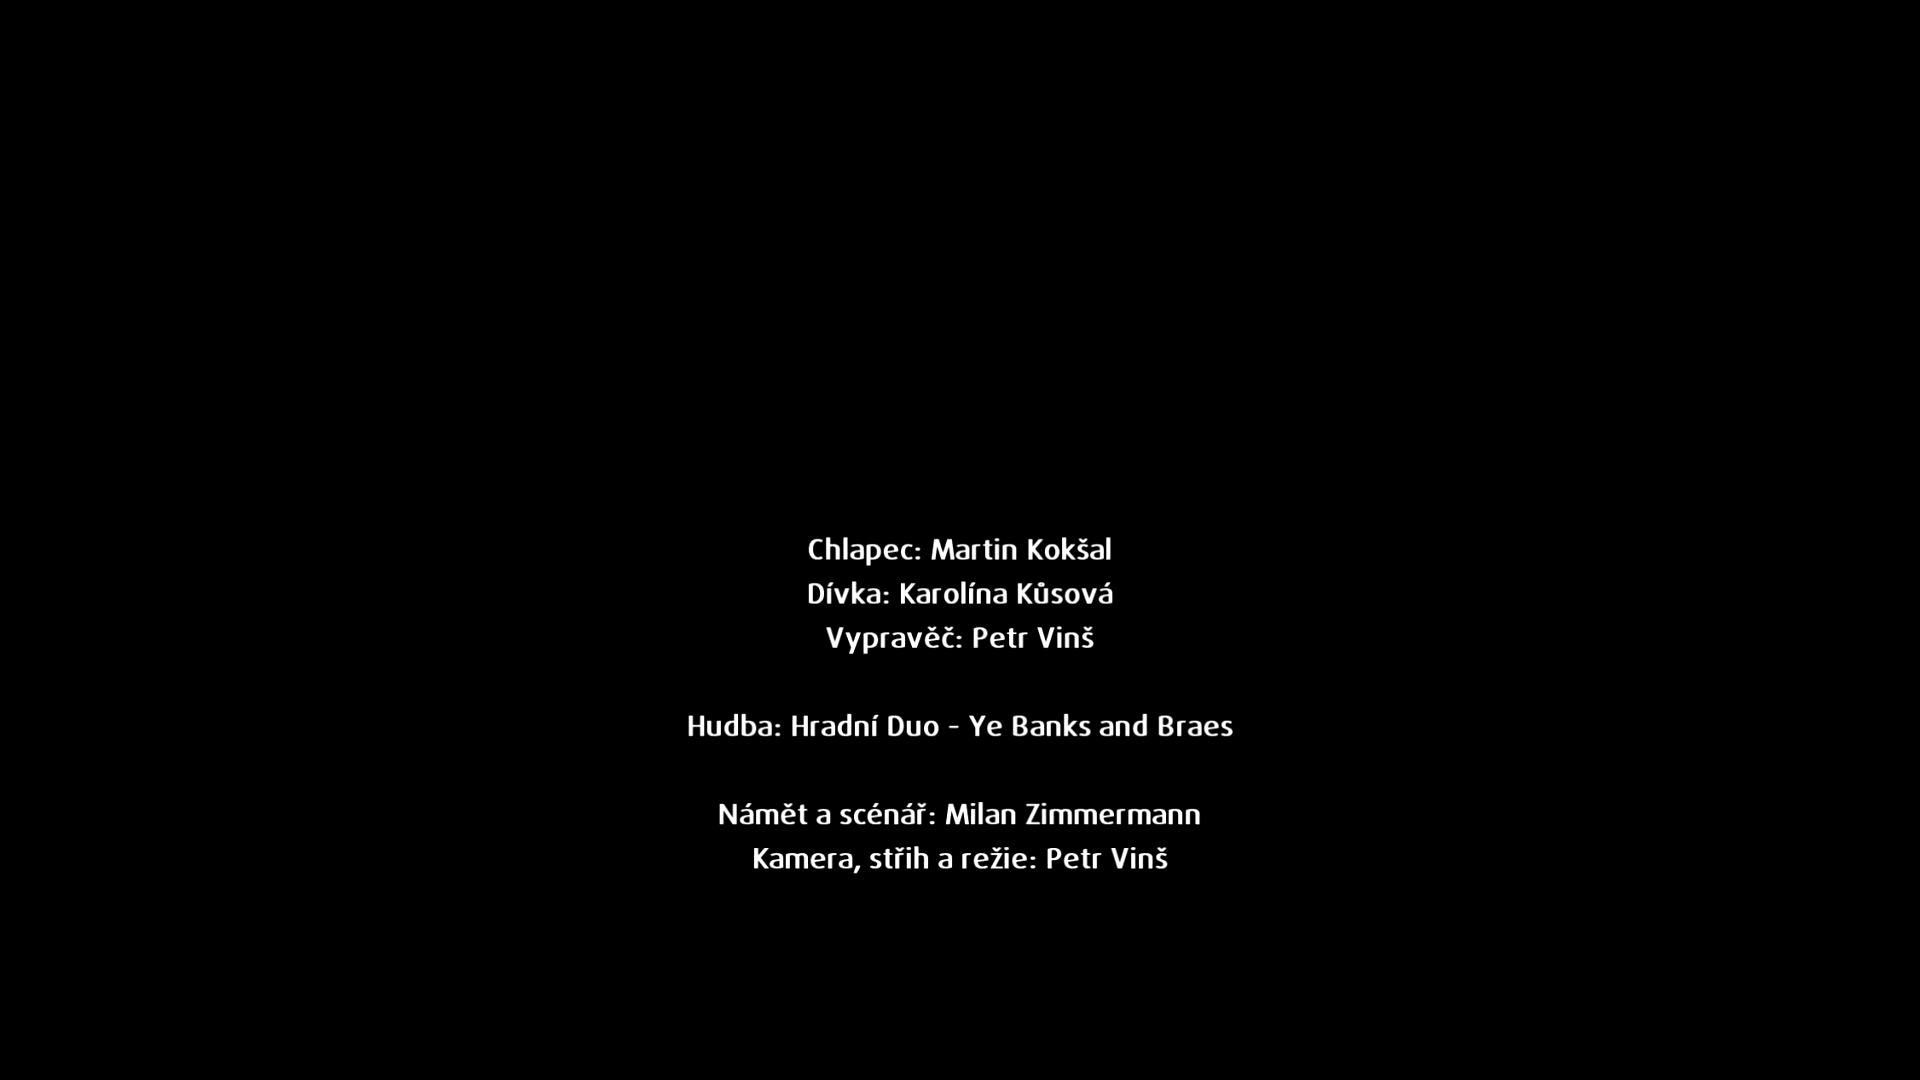 Chlapec: Martin Kokšal
Dívka: Karolína Kůsová
Vypravěč: Petr Vinš
Hudba: Hradní Duo - Ye Banks and Braes
Námět a scénář: Milan Zimmermann
Kamera, střih a režie: Petr Vinš